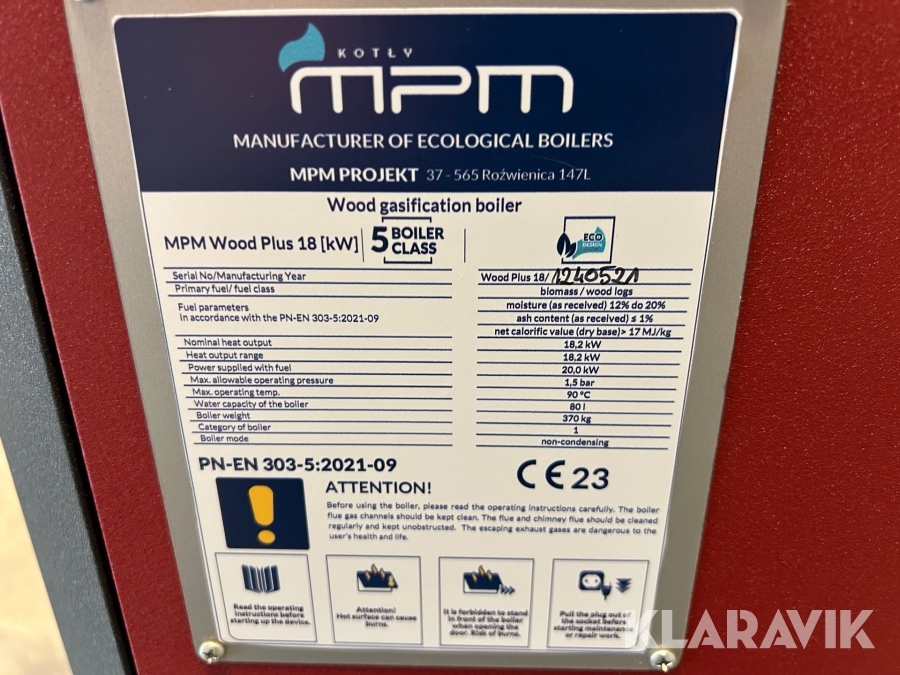 KOTŁY
MPM
MANUFACTURER OF ECOLOGICAL BOILERS
MPM PROJEKT 37 - 565 Roźwienica 147L
Wood gasification boiler
MPM Wood Plus 18 [kW] 5 BOILER CLASS
ECO DESIGN
Serial No/Manufacturing Year Wood Plus 18/ 1240521
Primary fuel/ fuel class biomass / wood logs
Fuel parameters
In accordance with the PN-EN 303-5:2021-09
moisture (as received) 12% do 20%
ash content (as received) ≤ 1%
net calorific value (dry base)> 17 MJ/kg
Nominal heat output 18,2 kW
Heat output range 18,2 kW
Power supplied with fuel 20,0 kW
Max. allowable operating pressure 1,5 bar
Max. operating temp. 90 °C
Water capacity of the boiler 80 l
Boiler weight 370 kg
Category of boiler 1
Boiler mode non-condensing
PN-EN 303-5:2021-09 CE 23
ATTENTION!
Before using the boiler, please read the operating instructions carefully. The boiler
flue gas channels should be kept clean. The flue and chimney flue should be cleaned
regularly and kept unobstructed. The escaping exhaust gases are dangerous to the
user's health and life.
Read the operating
instructions before
starting up the device.
Attention!
Hot surface can cause
burns.
It is forbidden to stand
in front of the boiler
when opening the
door. Risk of burns.
Pull the plug out of
the socket before
starting maintenance
or repair work.
KLARAVIK